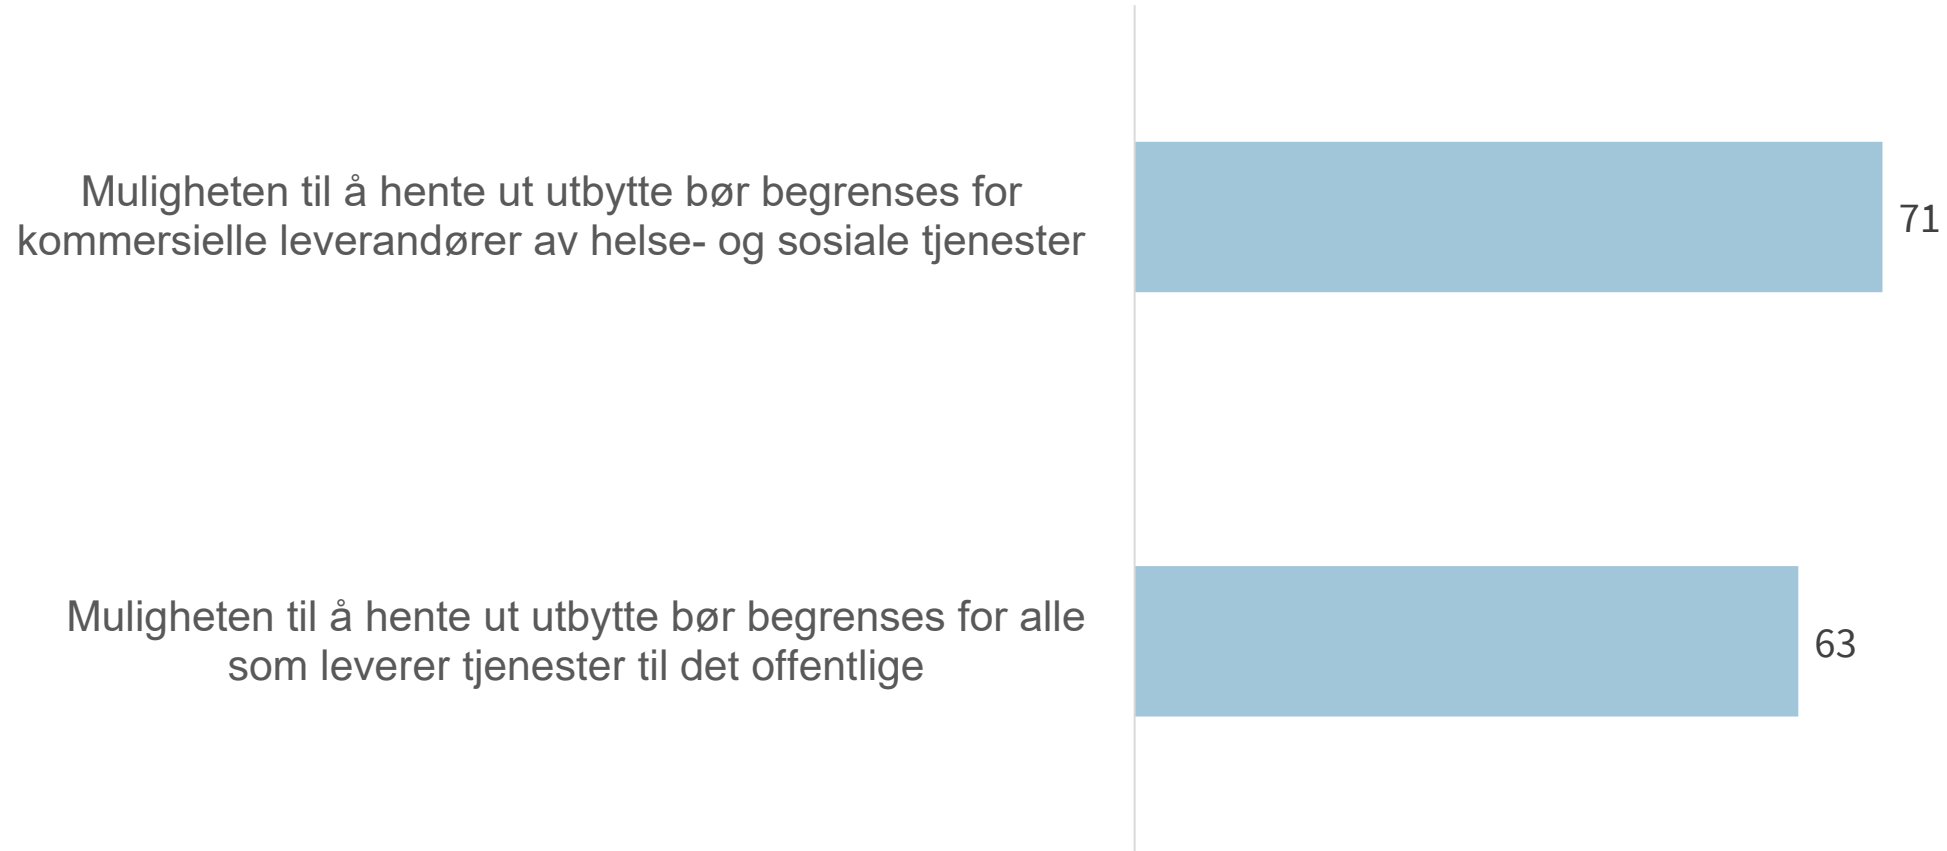 Muligheten til å hente ut utbytte bør begrenses for
kommersielle leverandører av helse- og sosiale tjenester
71
Muligheten til å hente ut utbytte bør begrenses for alle
som leverer tjenester til det offentlige
63